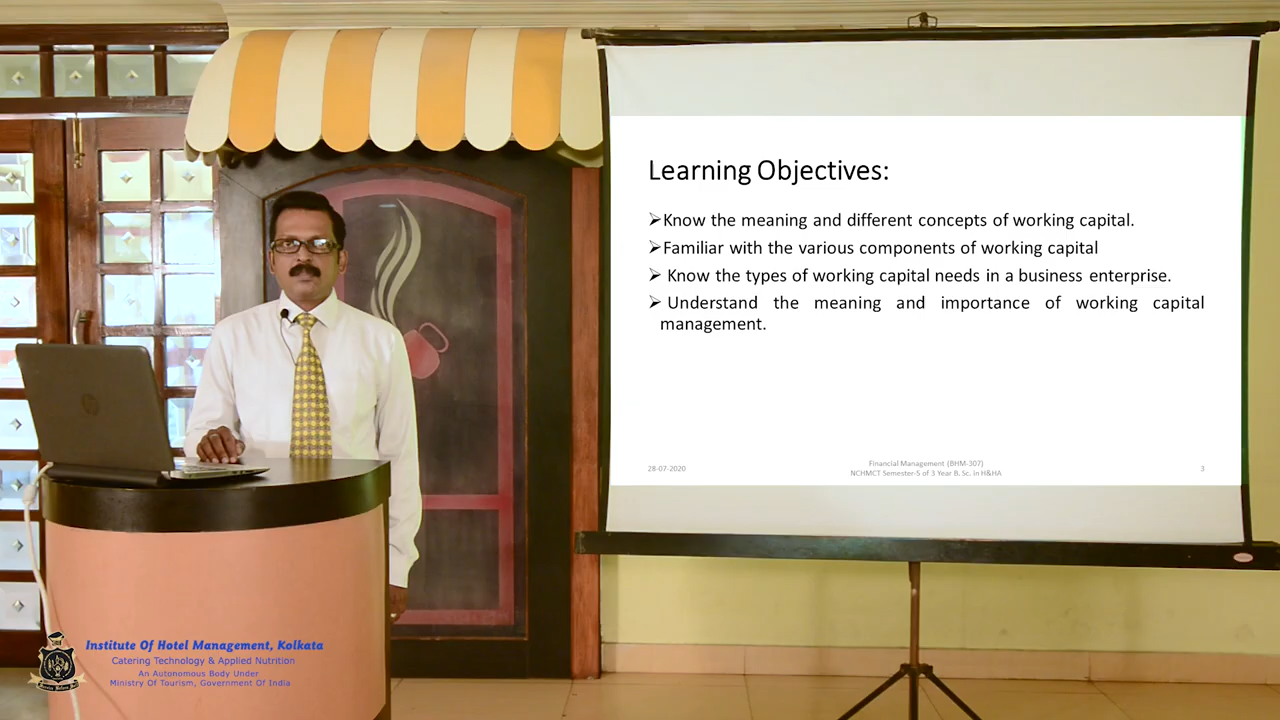 Learning Objectives:
➢Know the meaning and different concepts of working capital.
➢Familiar with the various components of working capital
➢ Know the types of working capital needs in a business enterprise.
➢ Understand the meaning and importance of working capital
management.
28-07-2020
Financial Management (BHM-307)
NCHMCT Semester-5 of 3 Year B. Sc. in H&HA
3
Institute Of Hotel Management, Kolkata
Catering Technology & Applied Nutrition
An Autonomous Body Under
Ministry Of Tourism, Government Of India